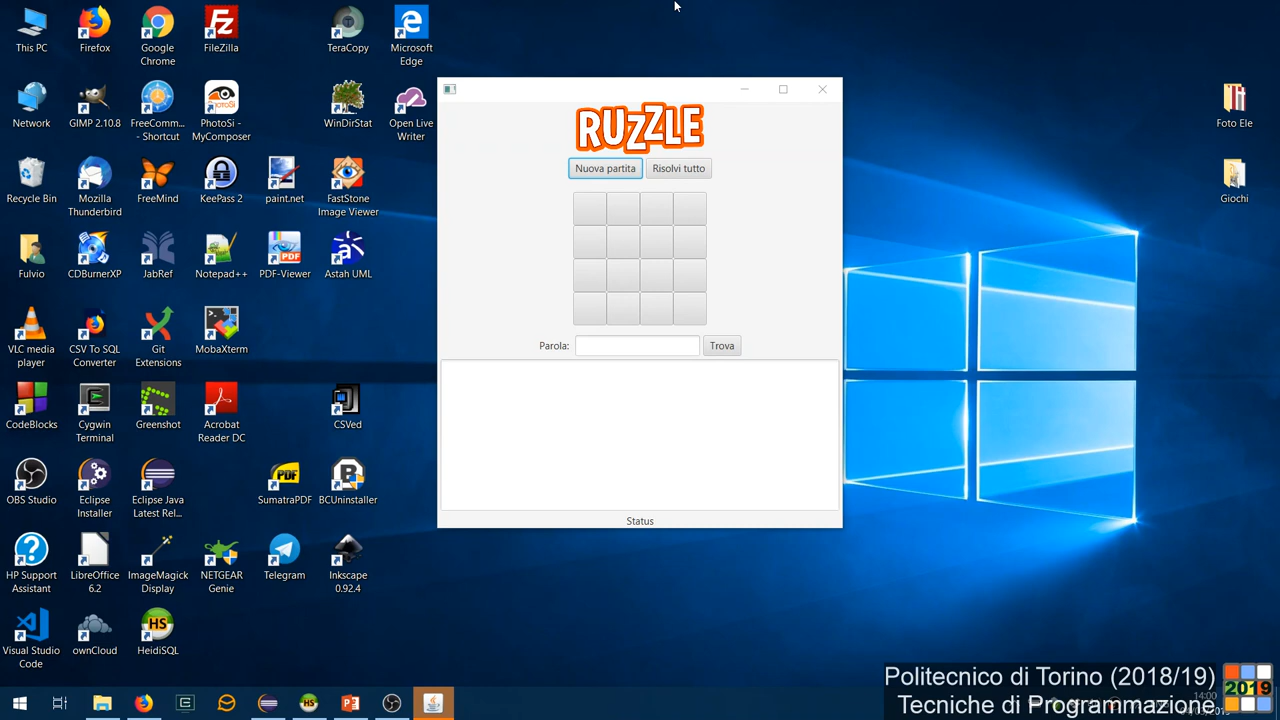 This PC
Firefox
Google
Chrome
FileZilla
TeraCopy
Microsoft
Edge
Network
GIMP 2.10.8
FreeComm...
- Shortcut
PhotoSi -
MyComposer
WinDirStat
Open Live
Writer
Foto Ele
Recycle Bin
Mozilla
Thunderbird
FreeMind
KeePass 2
paint.net
FastStone
Image Viewer
Giochi
Fulvio
CDBurnerXP
JabRef
Notepad++
PDF-Viewer
Astah UML
VLC media
player
CSV To SQL
Converter
Git
Extensions
MobaXterm
CodeBlocks
Cygwin
Terminal
Greenshot
Acrobat
Reader DC
CSVed
OBS Studio
Eclipse
Installer
Eclipse Java
Latest Rel...
SumatraPDF
BCUninstaller
HP Support
Assistant
LibreOffice
6.2
ImageMagick
Display
NETGEAR
Genie
Telegram
Inkscape
0.92.4
Visual Studio
Code
ownCloud
HeidiSQL
RUZZLE
Nuova partita
Risolvi tutto
Parola:
Trova
Status
Politecnico di Torino (2018/19)
Tecniche di Programmazione
2019
14:00